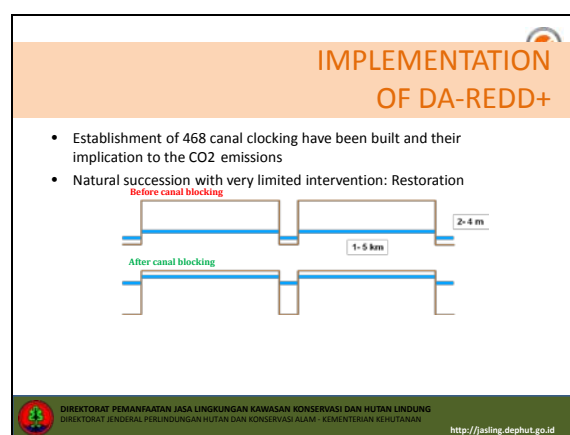 IMPLEMENTATION
OF DA-REDD+
• Establishment of 468 canal clocking have been built and their
implication to the CO2 emissions
• Natural succession with very limited intervention: Restoration
Before canal blocking
2- 4 m
1- 5 km
After canal blocking
DIREKTORAT PEMANFAATAN JASA LINGKUNGAN KAWASAN KONSERVASI DAN HUTAN LINDUNG
DIREKTORAT JENDERAL PERLINDUNGAN HUTAN DAN KONSERVASI ALAM - KEMENTERIAN KEHUTANAN
http://jasling.dephut.go.id